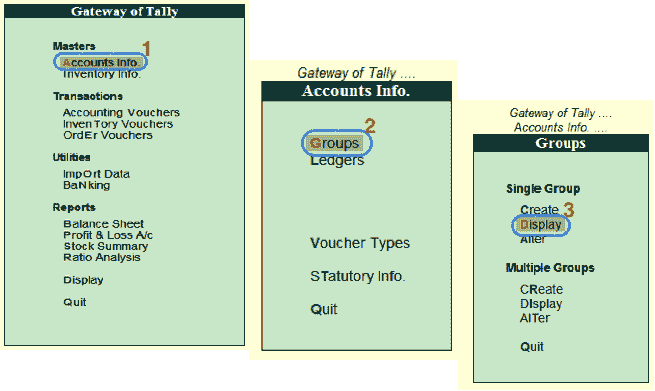 Gateway of Tally
Masters
1
Accounts Info.
Inventory Info.
Transactions
Accounting Vouchers
InvenTory Vouchers
OrdEr Vouchers
Utilities
ImpOrt Data
BaNking
Reports
Balance Sheet
Profit & Loss A/c
Stock Summary
Ratio Analysis
Display
Quit
Gateway of Tally ....
Accounts Info.
2
Groups
Ledgers
Voucher Types
STatutory Info.
Quit
Gateway of Tally ....
Accounts Info. ....
Groups
Single Group
Create
3
Display
Alter
Multiple Groups
CReate
DIsplay
AlTer
Quit